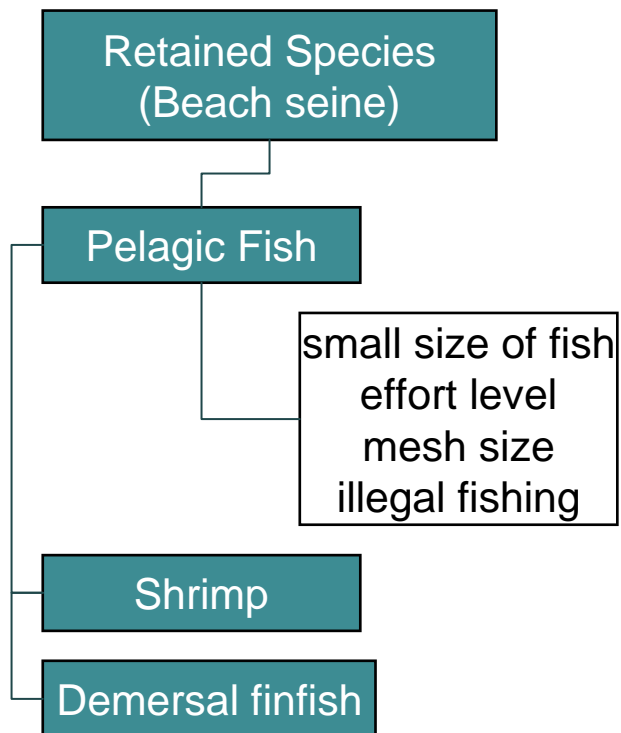 Retained Species
(Beach seine)
Pelagic Fish
small size of fish
effort level
mesh size
illegal fishing
Shrimp
Demersal finfish